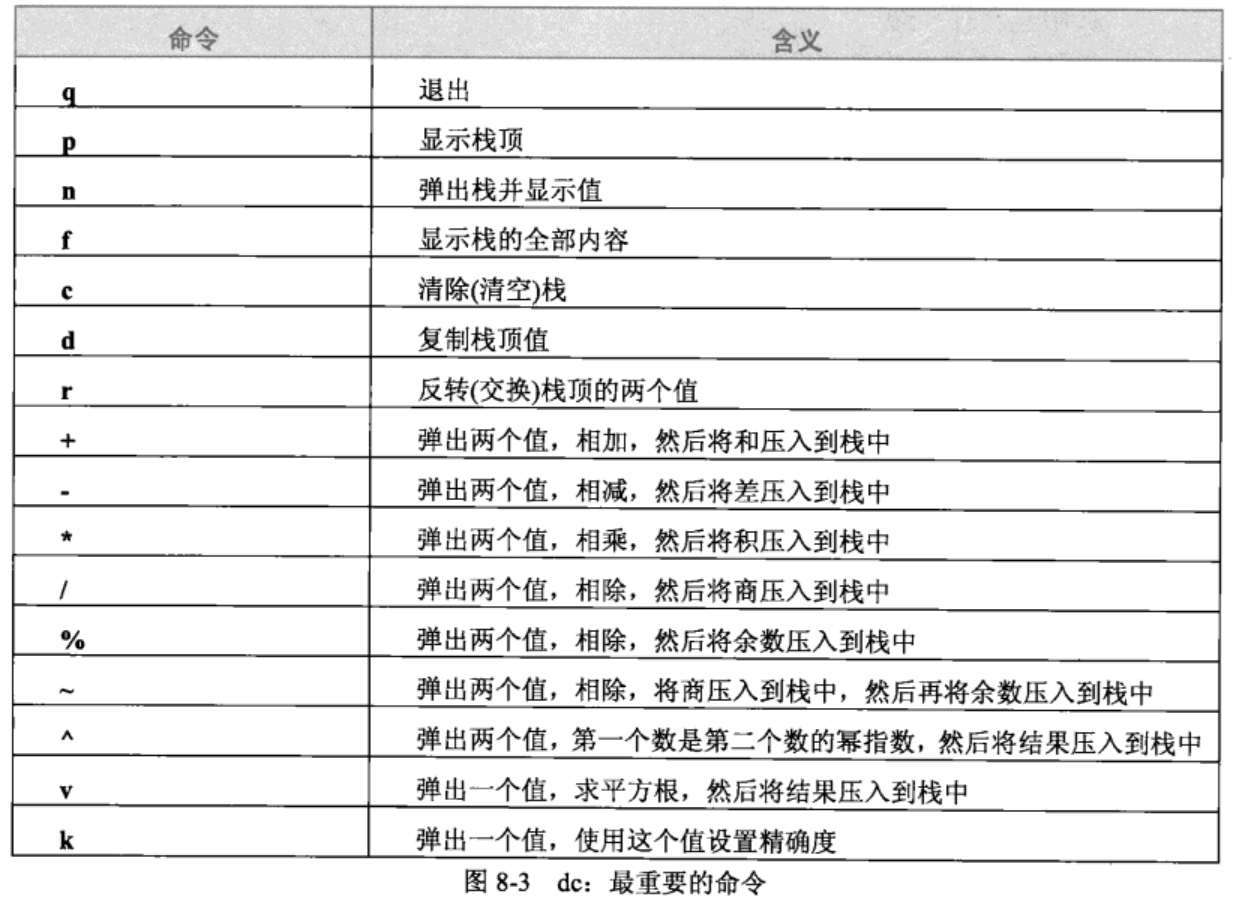 命令 含义
q 退出
p 显示栈顶
n 弹出栈并显示值
f 显示栈的全部内容
c 清除(清空)栈
d 复制栈顶值
r 反转(交换)栈顶的两个值
+ 弹出两个值，相加，然后将和压入到栈中
- 弹出两个值，相减，然后将差压入到栈中
* 弹出两个值，相乘，然后将积压入到栈中
/ 弹出两个值，相除，然后将商压入到栈中
% 弹出两个值，相除，然后将余数压入到栈中
~ 弹出两个值，相除，将商压入到栈中，然后再将余数压入到栈中
^ 弹出两个值，第一个数是第二个数的幂指数，然后将结果压入到栈中
v 弹出一个值，求平方根，然后将结果压入到栈中
k 弹出一个值，使用这个值设置精确度
图 8-3 dc：最重要的命令